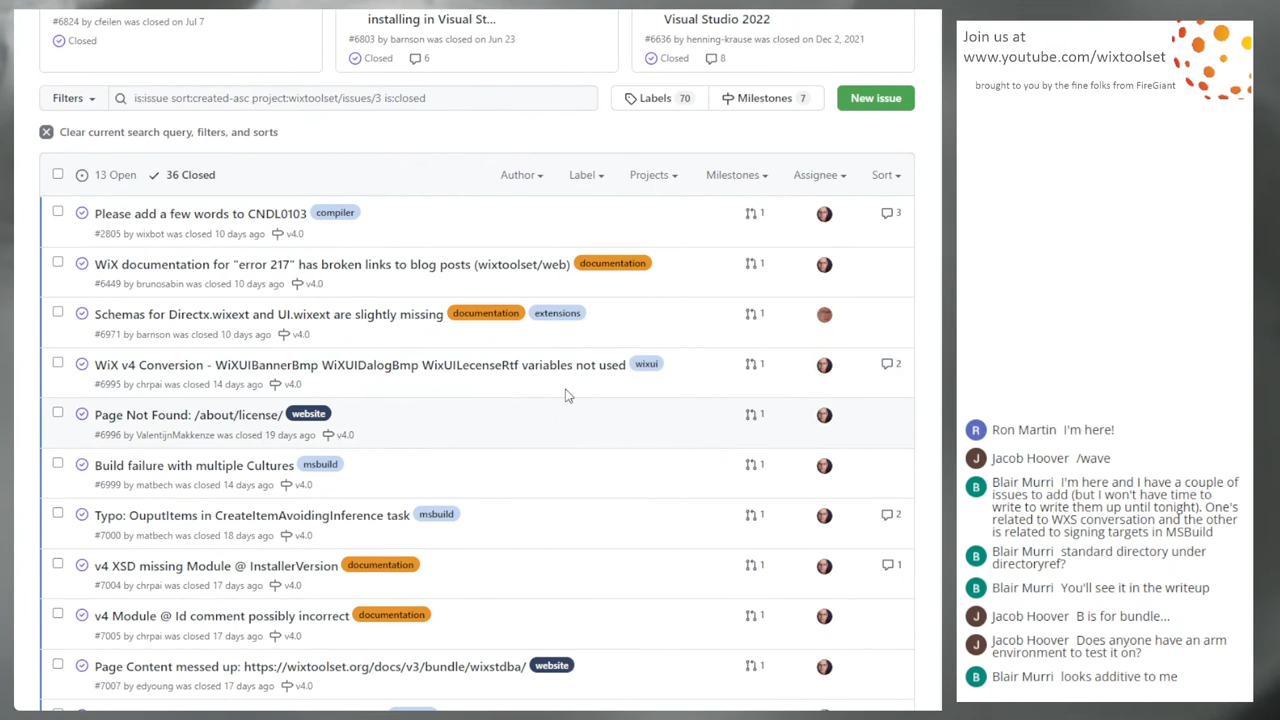 #6824 by cfeilen was closed on Jul 7
Closed
installing in Visual St...
#6803 by barnson was closed on Jun 23
Closed 6
Visual Studio 2022
#6636 by henning-krause was closed on Dec 2, 2021
Closed 8
Filters
is:issue sort:created-asc project:wixtoolset/issues/3 is:closed
Labels 70
Milestones 7
New issue
Clear current search query, filters, and sorts
13 Open
36 Closed
Author
Label
Projects
Milestones
Assignee
Sort
Please add a few words to CNDL0103 compiler
1
3
#2805 by wixbot was closed 10 days ago v4.0
WiX documentation for "error 217" has broken links to blog posts (wixtoolset/web) documentation
1
#6449 by brunosabin was closed 10 days ago v4.0
Schemas for Directx.wixext and UI.wixext are slightly missing documentation extensions
1
#6971 by barnson was closed 10 days ago v4.0
WiX v4 Conversion - WiXUIBannerBmp WiXUIDialogBmp WixUILecenseRtf variables not used wixui
1
2
#6995 by chrpai was closed 14 days ago v4.0
Page Not Found: /about/license/ website
1
#6996 by ValentijnMakkenze was closed 19 days ago v4.0
Build failure with multiple Cultures msbuild
1
#6999 by matbech was closed 14 days ago v4.0
Typo: OuputItems in CreateItemAvoidingInference task msbuild
1
2
#7000 by matbech was closed 18 days ago v4.0
v4 XSD missing Module @ InstallerVersion documentation
1
1
#7004 by chrpai was closed 17 days ago v4.0
v4 Module @ Id comment possibly incorrect documentation
1
#7005 by chrpai was closed 17 days ago v4.0
Page Content messed up: https://wixtoolset.org/docs/v3/bundle/wixstdba/ website
1
#7007 by edyoung was closed 17 days ago v4.0
Join us at
www.youtube.com/wixtoolset
brought to you by the fine folks from FireGiant
R Ron Martin I'm here!
J Jacob Hoover /wave
B Blair Murri I'm here and I have a couple of
issues to add (but I won't have time to
write to write them up until tonight). One's
related to WXS conversation and the other
is related to signing targets in MSBuild
B Blair Murri standard directory under
directoryref?
B Blair Murri You'll see it in the writeup
J Jacob Hoover B is for bundle...
J Jacob Hoover Does anyone have an arm
environment to test it on?
B Blair Murri looks additive to me